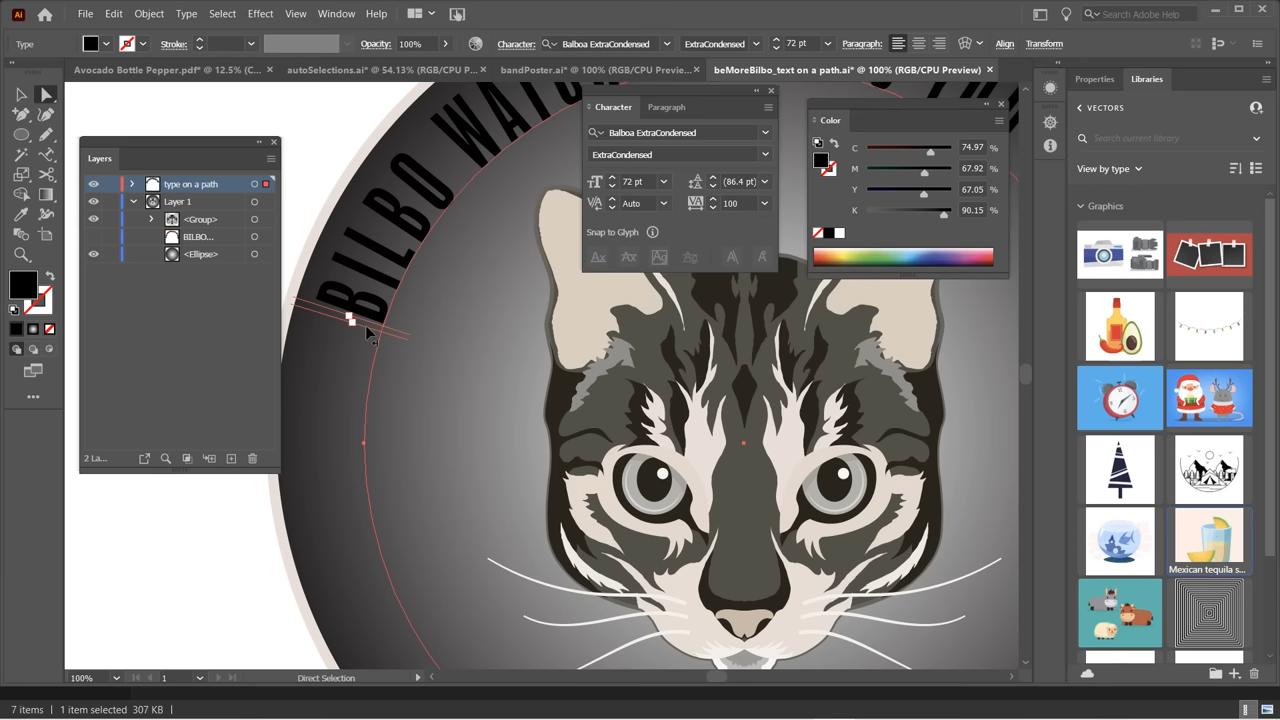 Ai File Edit Object Type Select Effect View Window Help Search Adobe Help
Type Stroke: Opacity: 100% Character: Balboa ExtraCondensed ExtraCondensed 72 pt Paragraph: Align Transform
Avocado Bottle Pepper.pdf* @ 12.5% (C... autoSelections.ai* @ 54.13% (RGB/CPU P... bandPoster.ai* @ 100% (RGB/CPU Previe... beMoreBilbo_text on a path.ai* @ 100% (RGB/CPU Preview)
BILBO WATCH
Layers
type on a path
Layer 1
<Group>
BILBO...
<Ellipse>
2 La...
Character Paragraph
Balboa ExtraCondensed
ExtraCondensed
72 pt (86.4 pt)
Auto 100
Snap to Glyph
Color
C 74.97 %
M 67.92 %
Y 67.05 %
K 90.15 %
Properties Libraries
VECTORS
Search current library
View by type
Graphics
Mexican tequila s...
100% 1 Direct Selection
7 items 1 item selected 307 KB